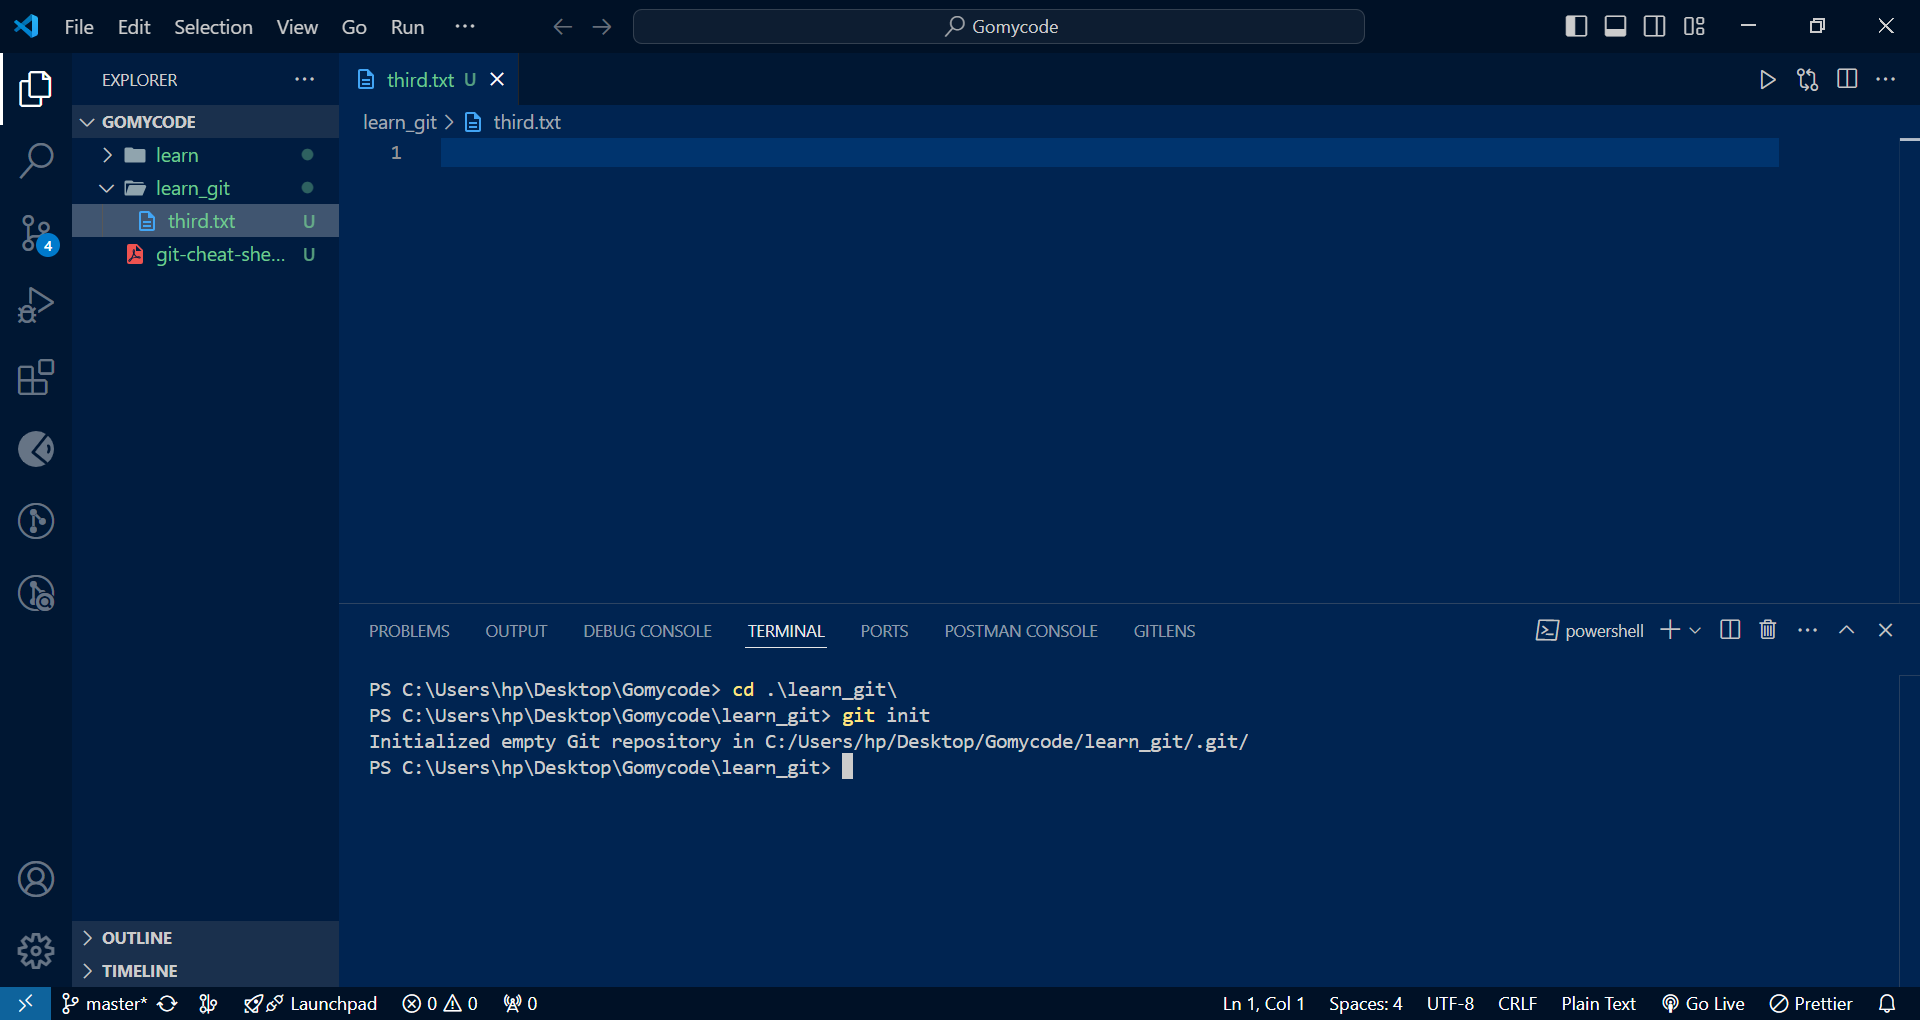 File Edit Selection View Go Run ···
Gomycode
EXPLORER
third.txt U
GOMYCODE
learn_git > third.txt
learn
learn_git
third.txt U
git-cheat-she... U
4
1
PROBLEMS OUTPUT DEBUG CONSOLE TERMINAL PORTS POSTMAN CONSOLE GITLENS
powershell
PS C:\Users\hp\Desktop\Gomycode> cd .\learn_git\
PS C:\Users\hp\Desktop\Gomycode\learn_git> git init
Initialized empty Git repository in C:/Users/hp/Desktop/Gomycode/learn_git/.git/
PS C:\Users\hp\Desktop\Gomycode\learn_git>
OUTLINE
TIMELINE
master* Launchpad 0 0 0 Ln 1, Col 1 Spaces: 4 UTF-8 CRLF Plain Text Go Live Prettier